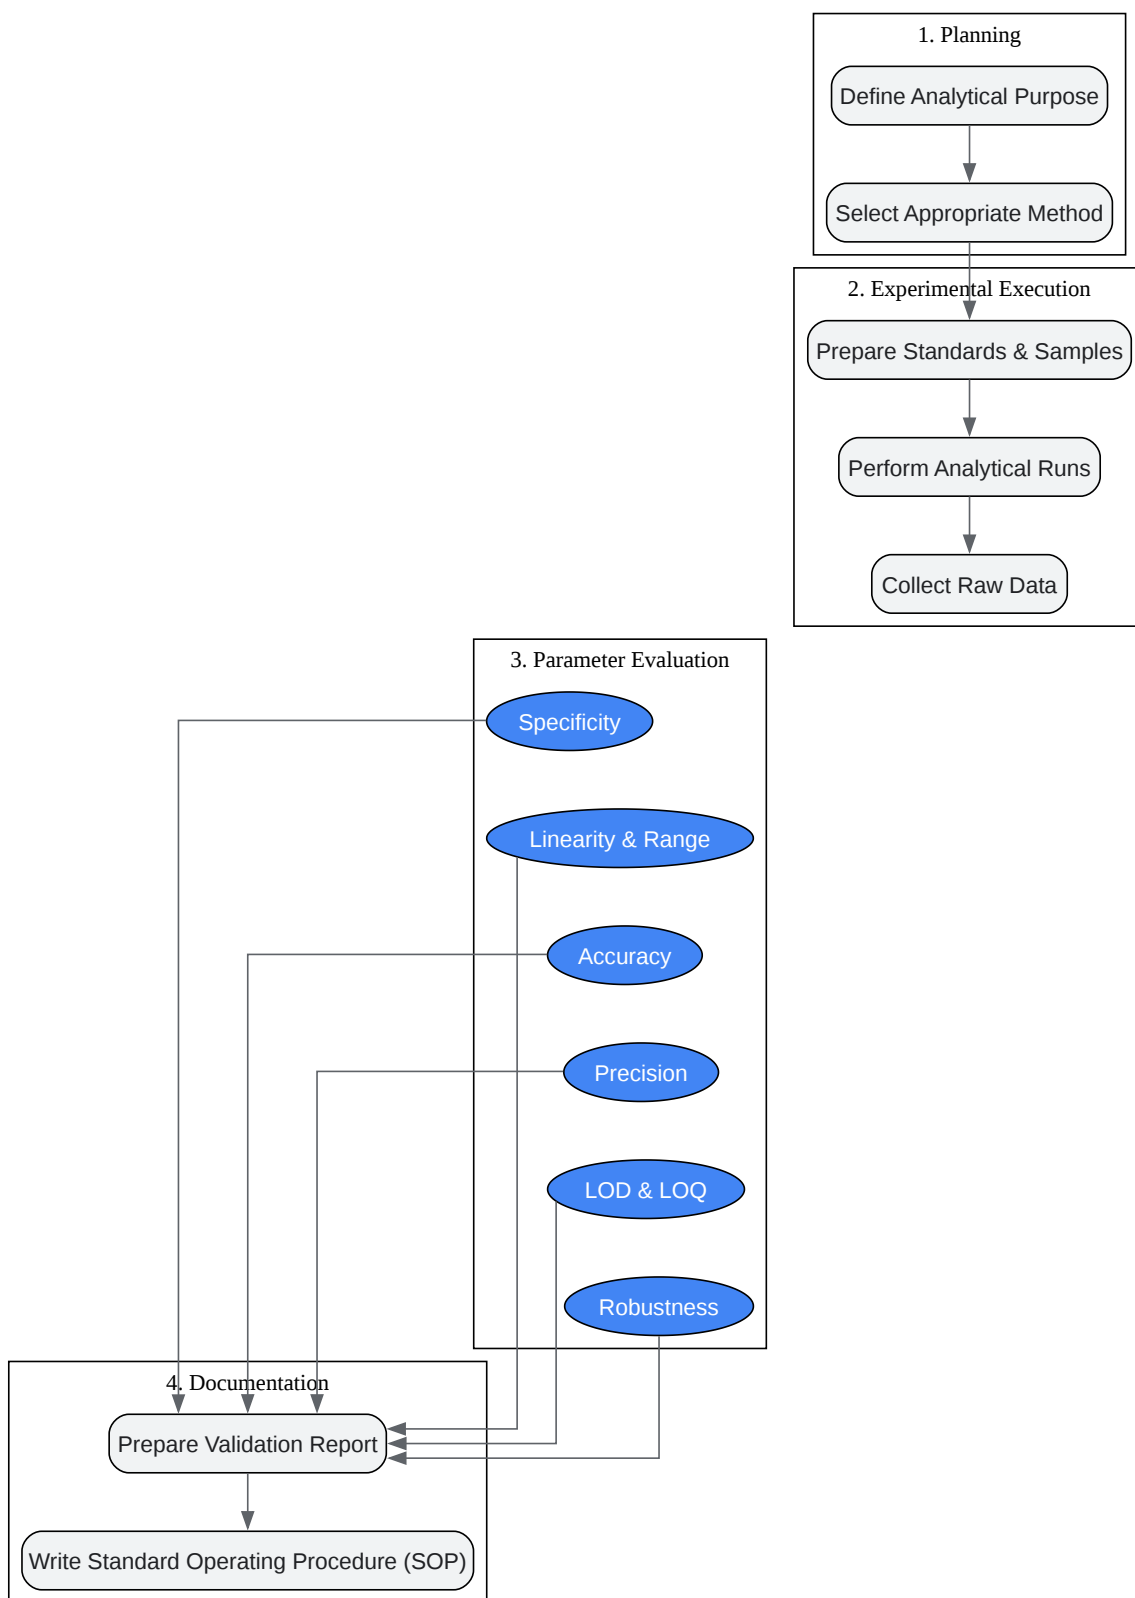 1. Planning
Define Analytical Purpose
Select Appropriate Method
2. Experimental Execution
Prepare Standards & Samples
Perform Analytical Runs
Collect Raw Data
3. Parameter Evaluation
Specificity
Linearity & Range
Accuracy
Precision
LOD & LOQ
Robustness
4. Documentation
Prepare Validation Report
Write Standard Operating Procedure (SOP)